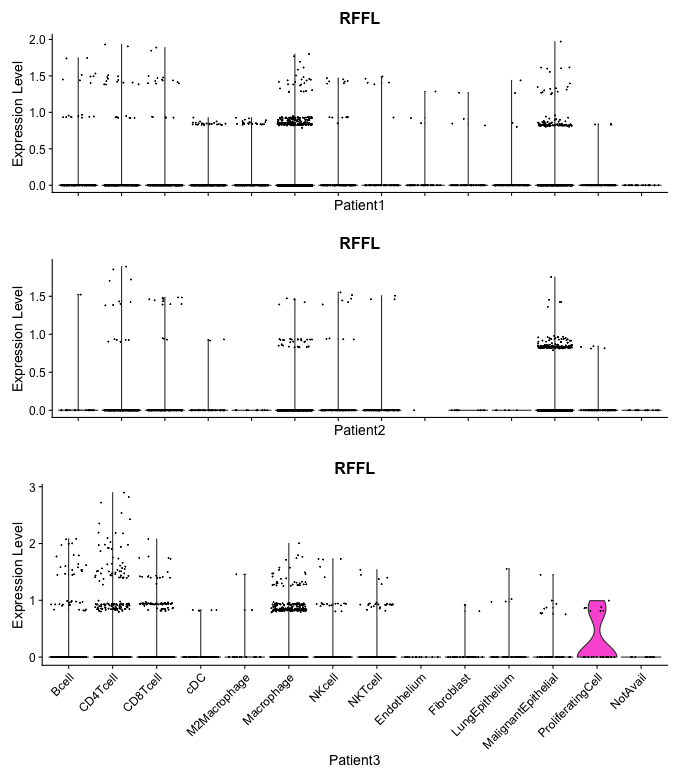 RFFL
Expression Level
2.0
1.5
1.0
0.5
0.0
Patient1
RFFL
Expression Level
1.5
1.0
0.5
0.0
Patient2
RFFL
Expression Level
3
2
1
0
Bcell
CD4Tcell
CD8Tcell
cDC
M2Macrophage
Macrophage
NKcell
NKTcell
Endothelium
Fibroblast
LungEpithelium
MalignantEpithelial
ProliferatingCell
NotAvail
Patient3